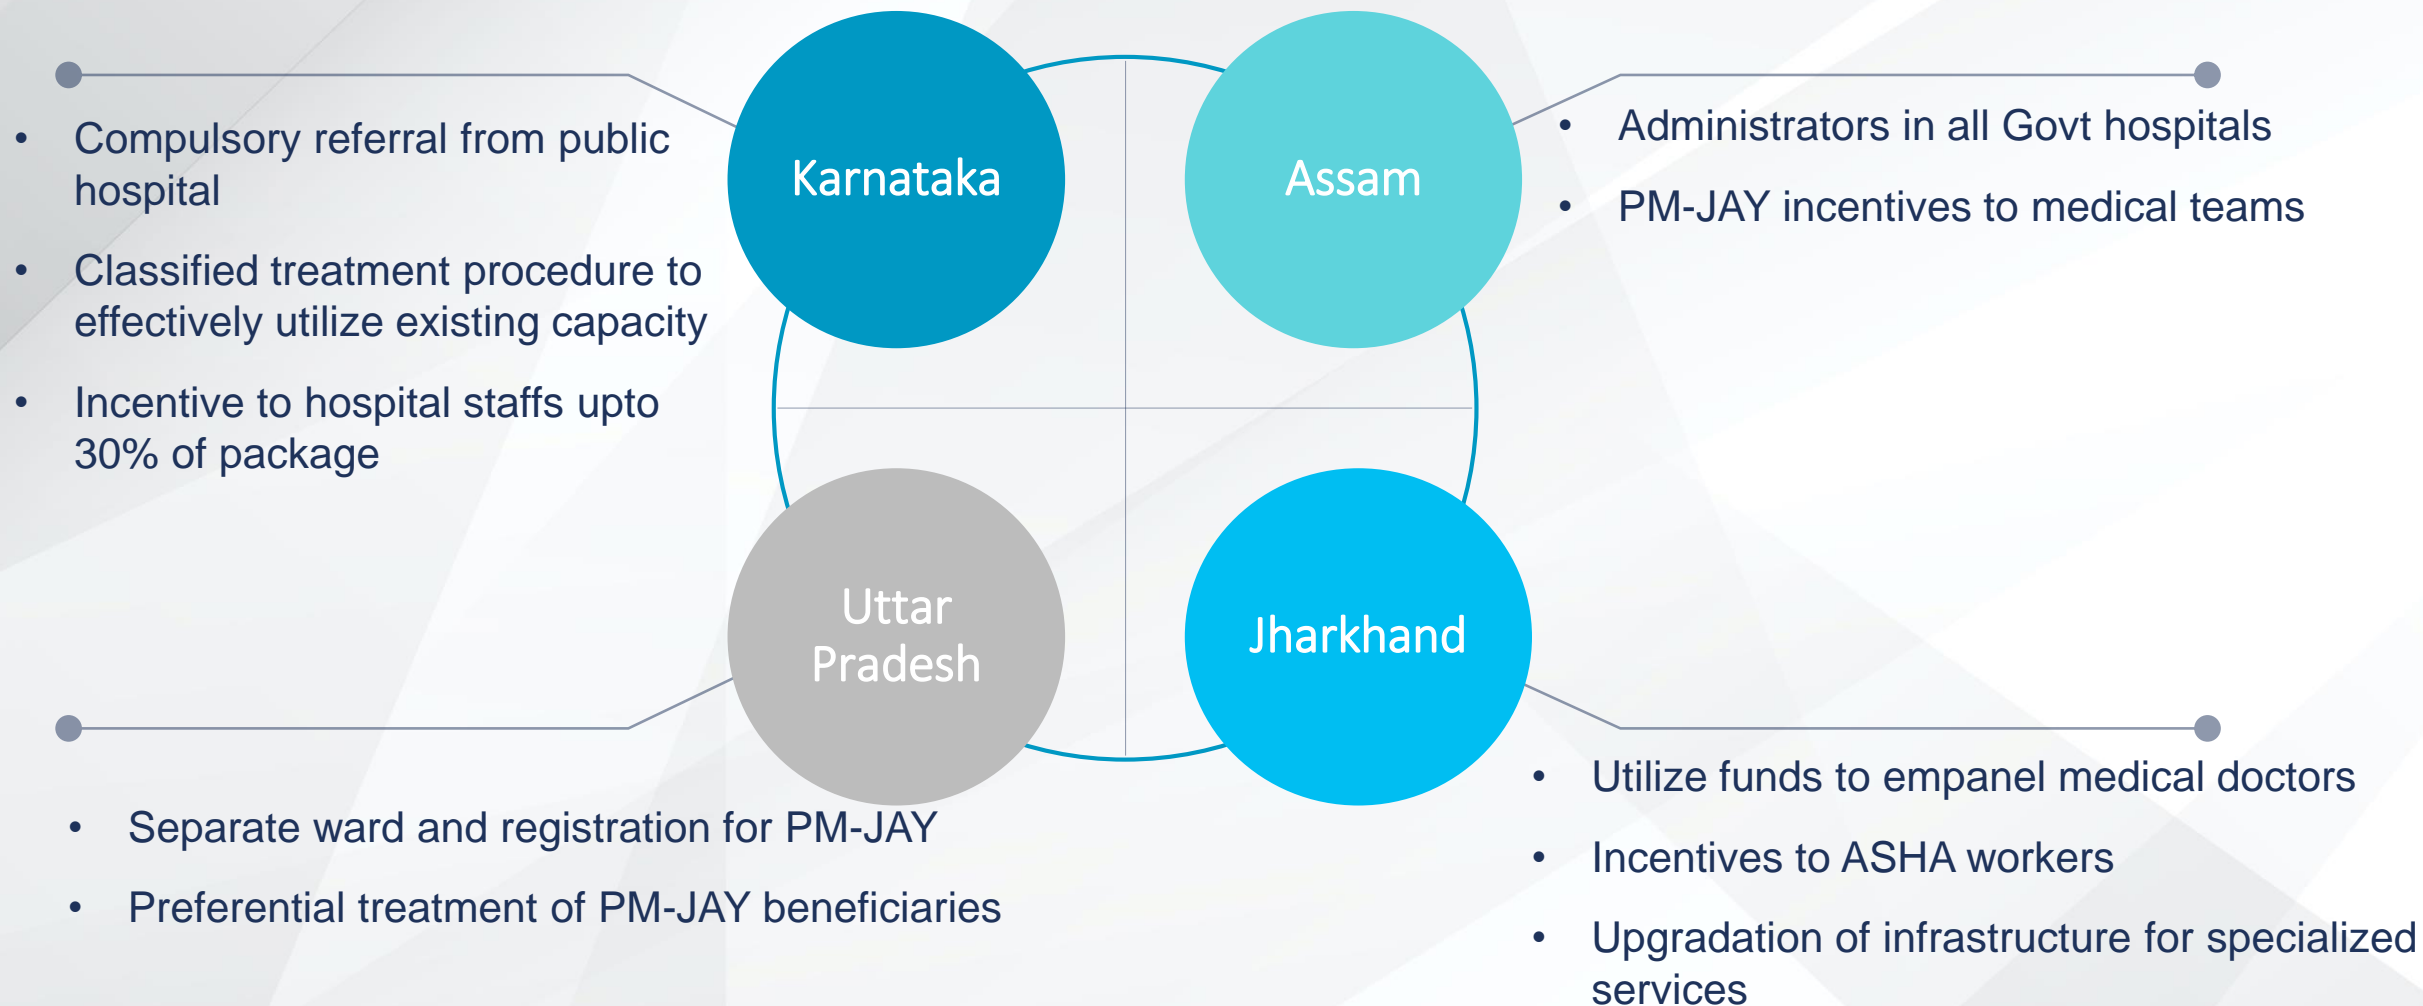 Karnataka
• Compulsory referral from public
hospital
• Classified treatment procedure to
effectively utilize existing capacity
• Incentive to hospital staffs upto
30% of package
Assam
• Administrators in all Govt hospitals
• PM-JAY incentives to medical teams
Uttar
Pradesh
• Separate ward and registration for PM-JAY
• Preferential treatment of PM-JAY beneficiaries
Jharkhand
• Utilize funds to empanel medical doctors
• Incentives to ASHA workers
• Upgradation of infrastructure for specialized
services